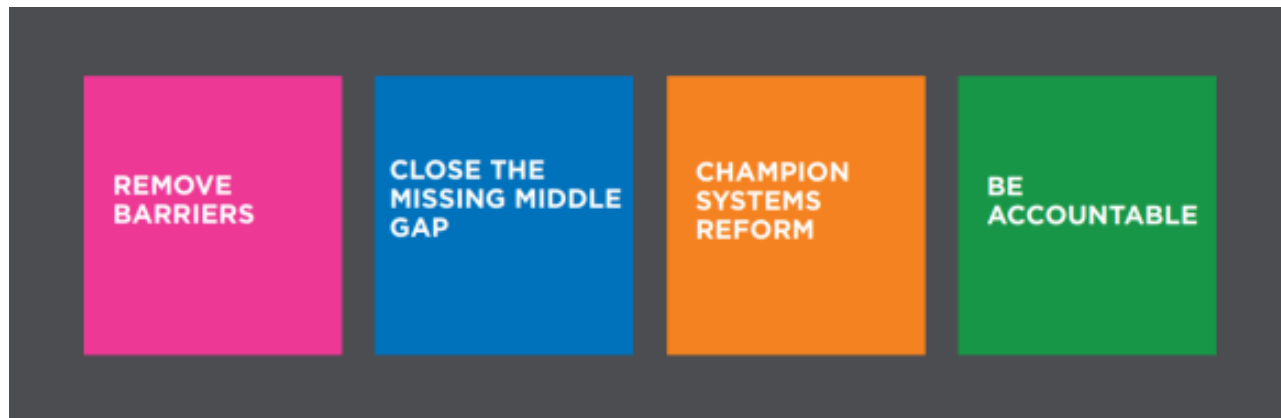 REMOVE
BARRIERS
CLOSE THE
MISSING MIDDLE
GAP
CHAMPION
SYSTEMS
REFORM
BE
ACCOUNTABLE